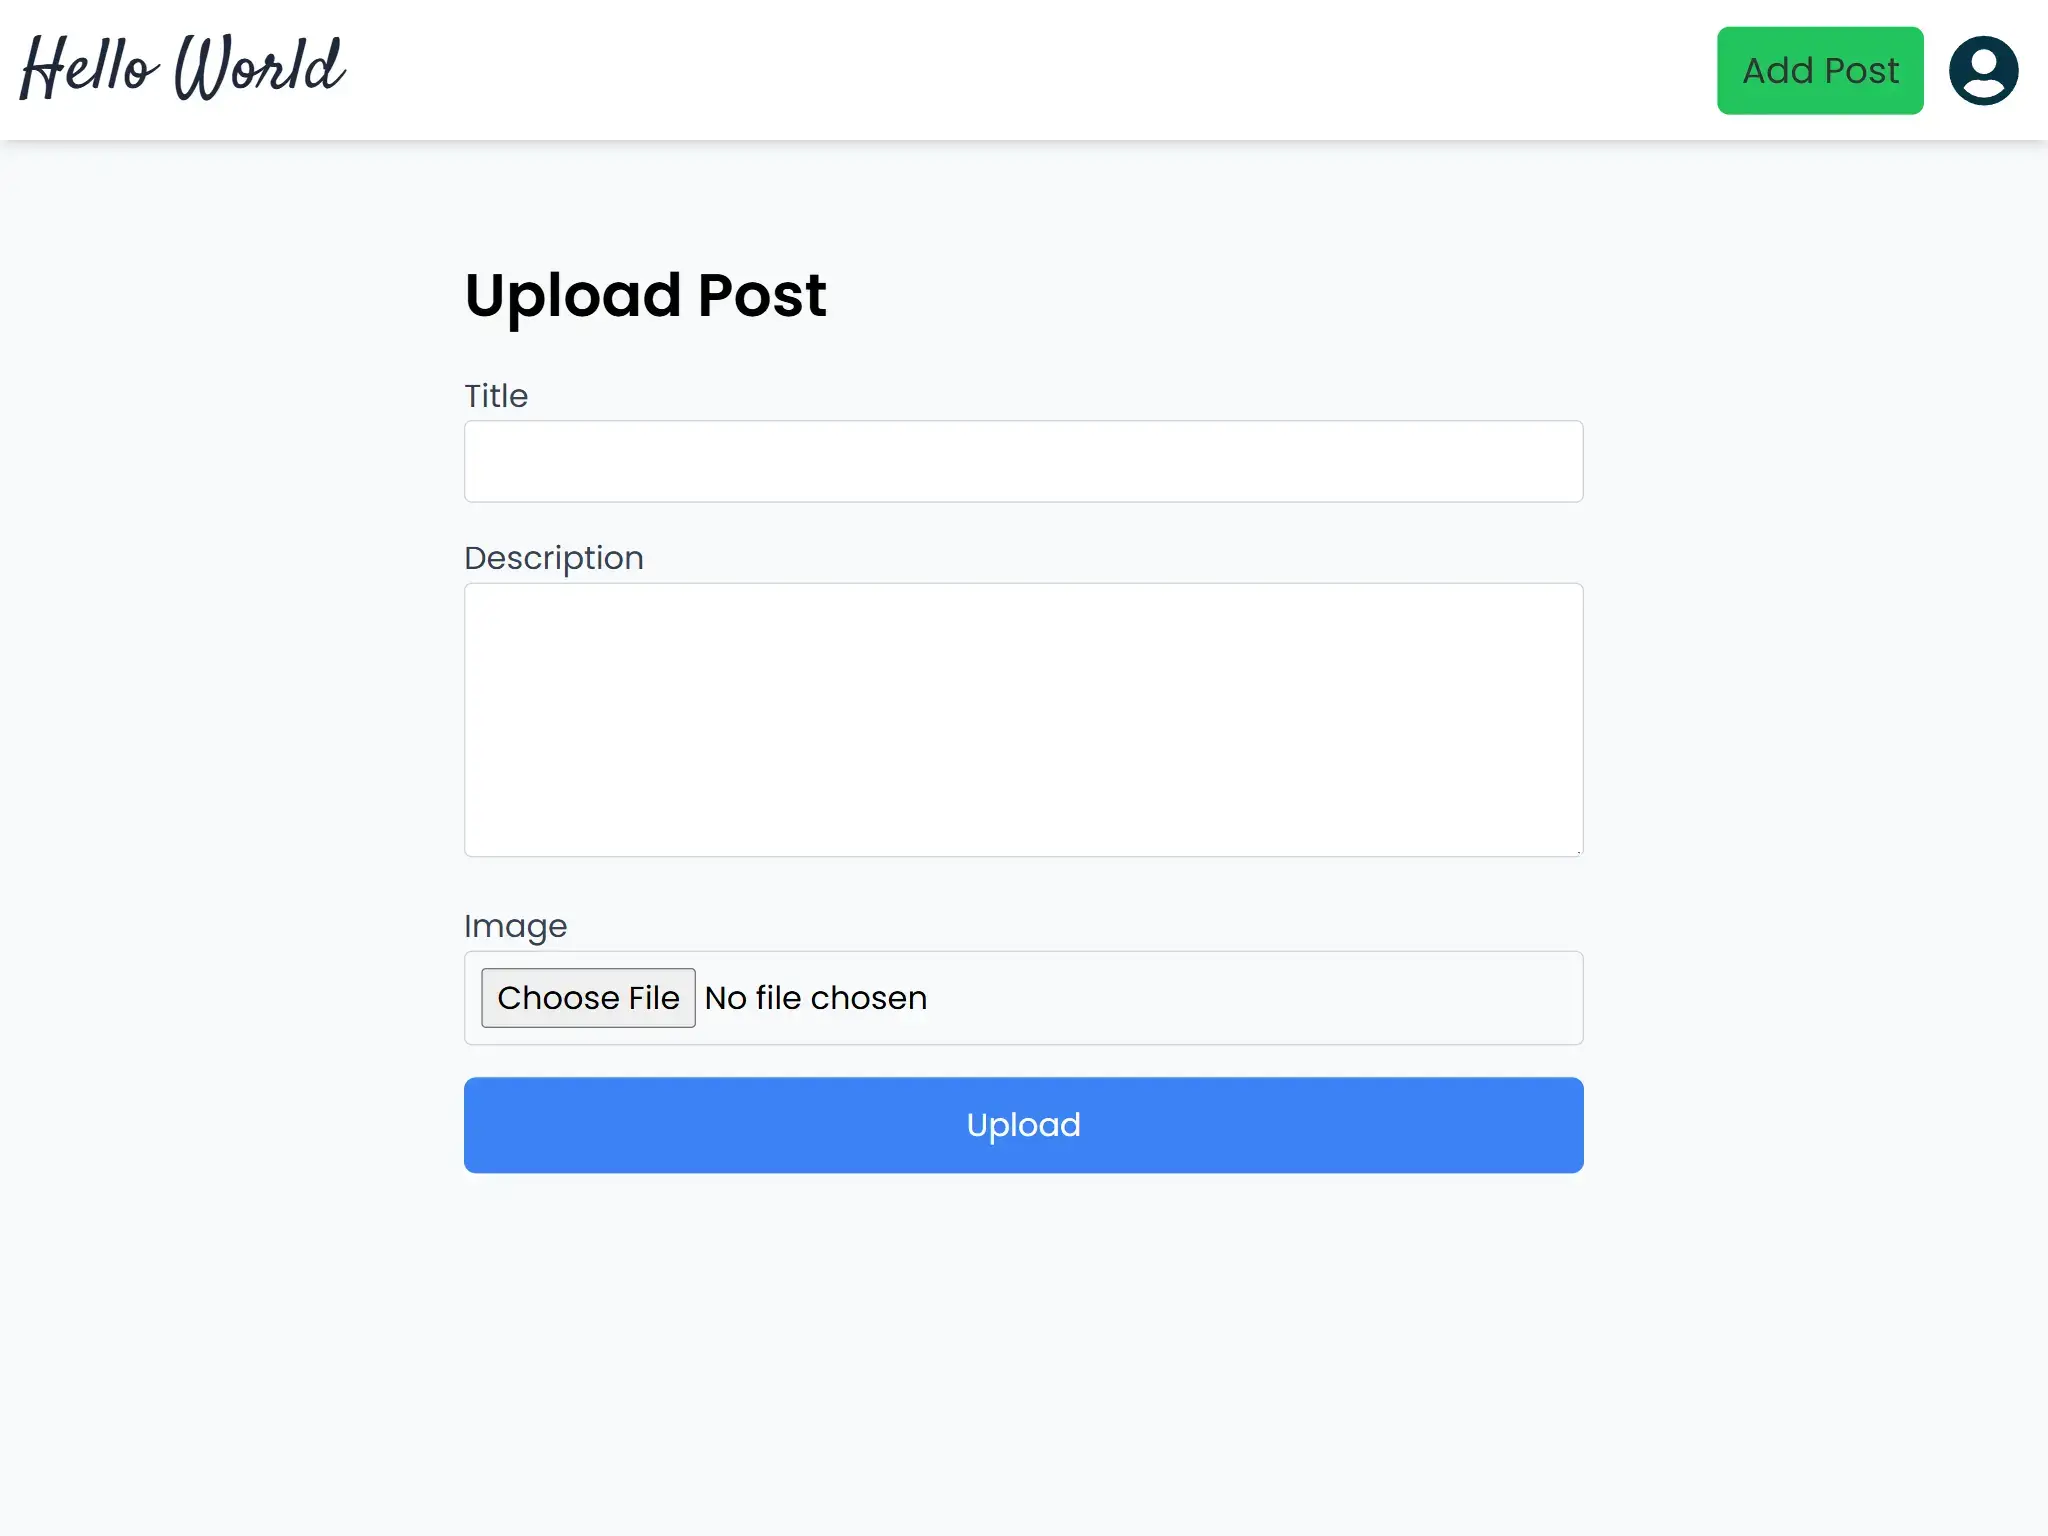 Hello World
Add Post
Upload Post
Title
Description
Image
Choose File No file chosen
Upload